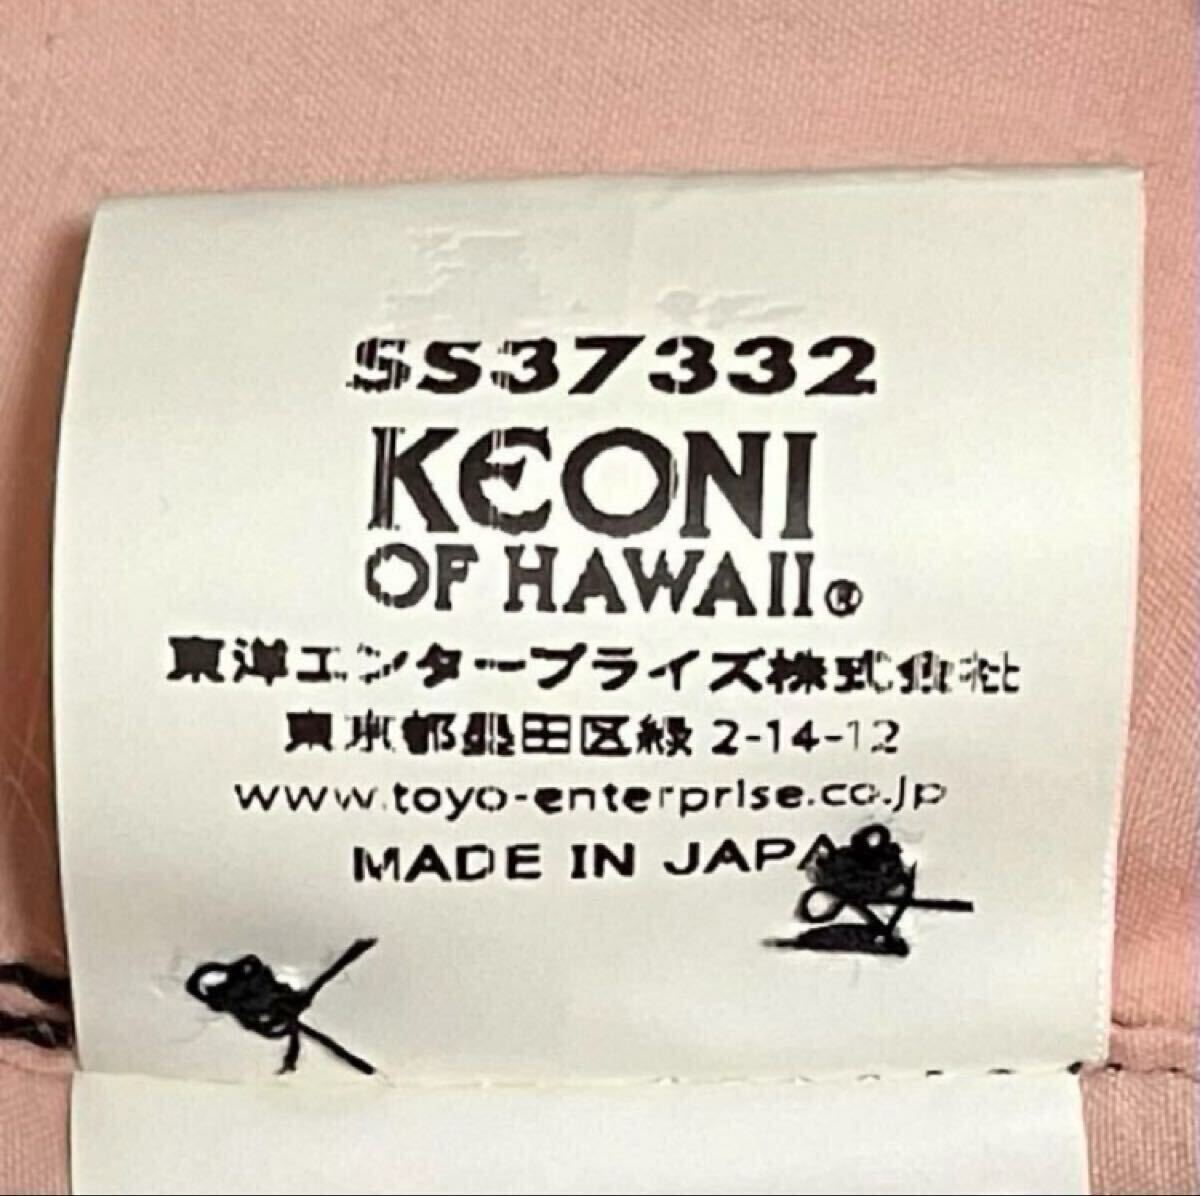 SS37332
KEONI
OF HAWAII®
東洋エンタープライズ株式会社
東京都墨田区緑 2-14-12
www.toyo-enterprise.co.jp
MADE IN JAPA